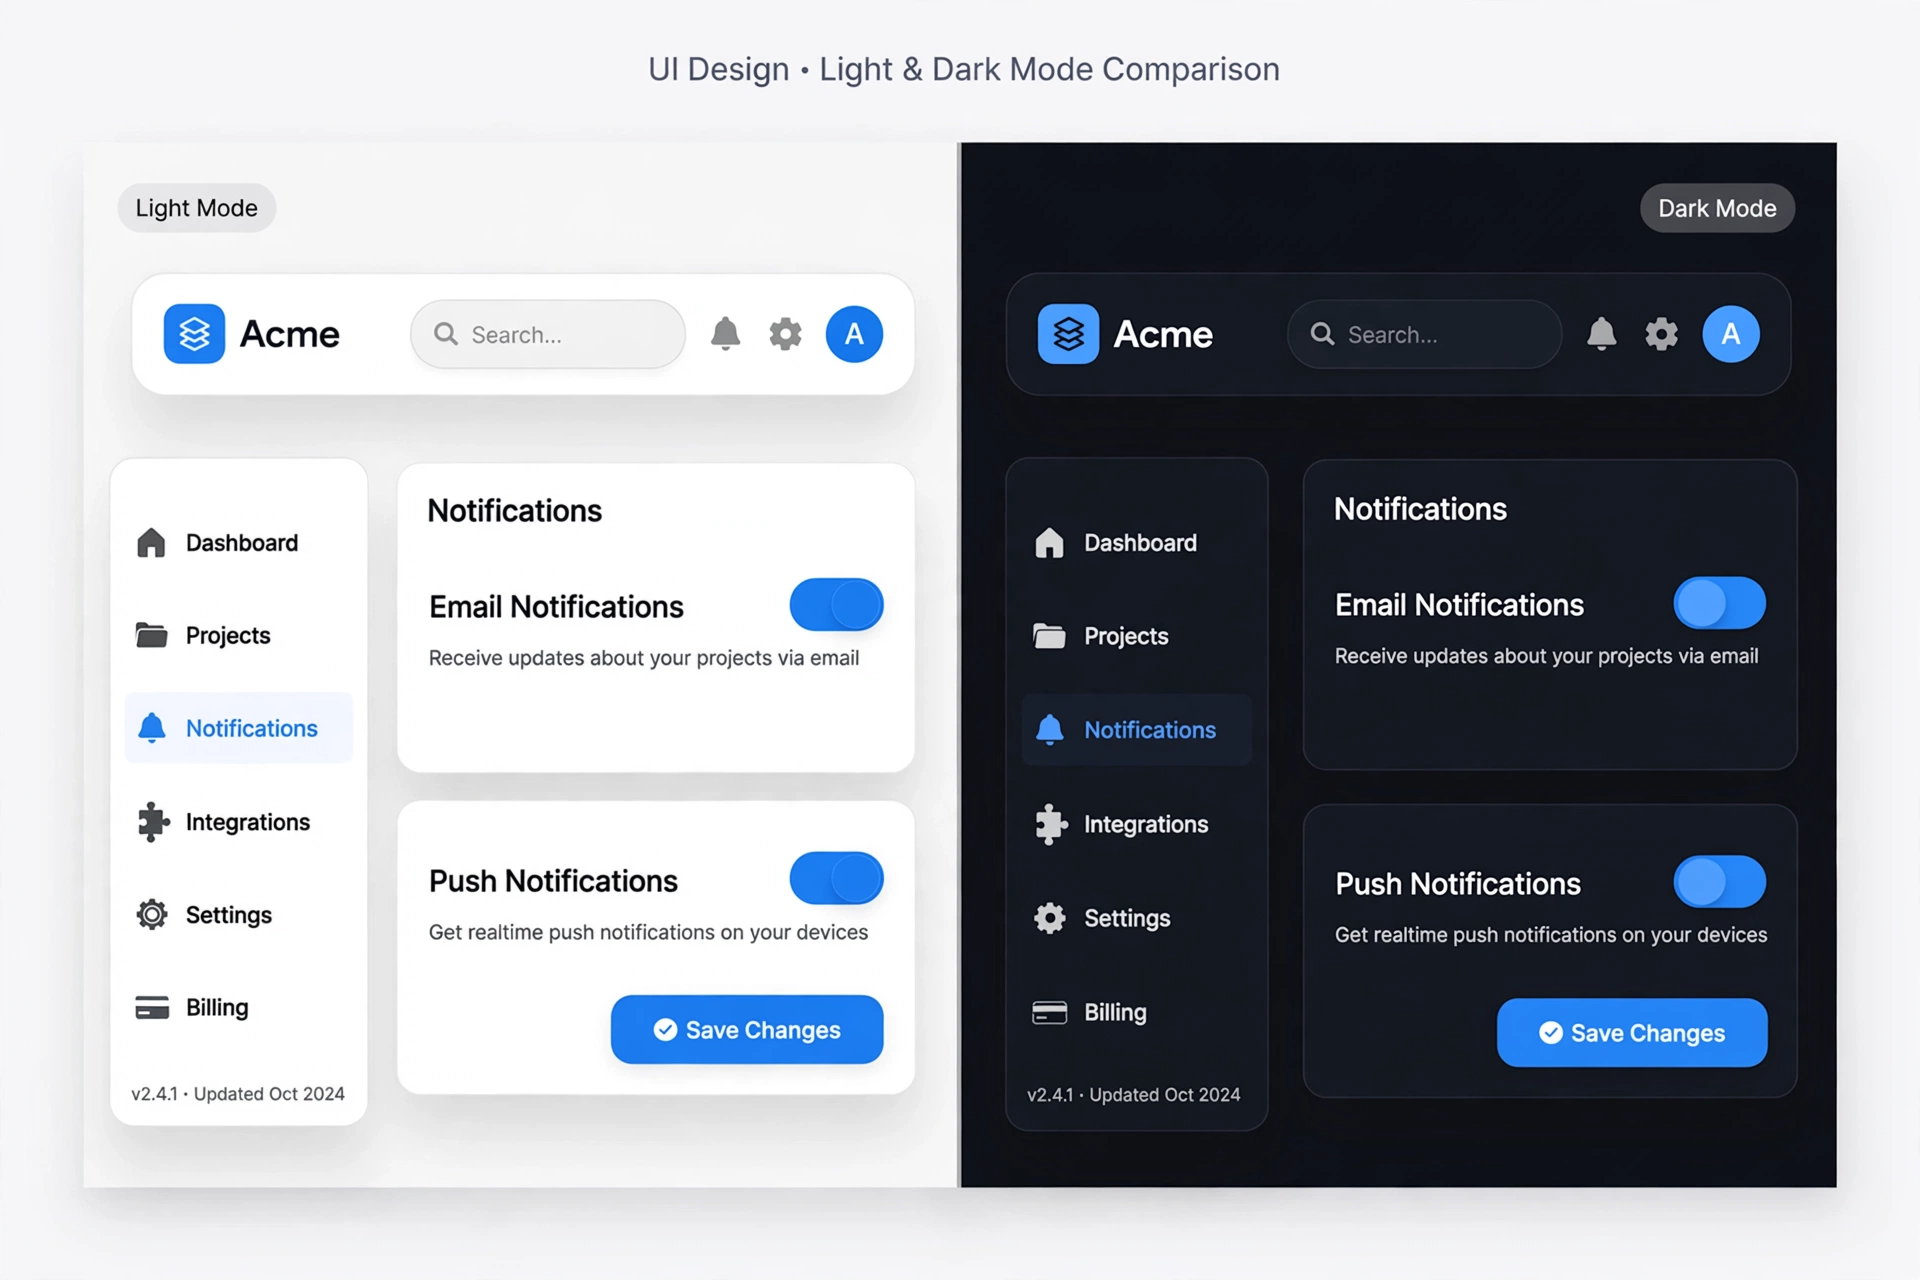 UI Design • Light & Dark Mode Comparison
Light Mode
Acme
Search...
A
Dashboard
Projects
Notifications
Integrations
Settings
Billing
v2.4.1 • Updated Oct 2024
Notifications
Email Notifications
Receive updates about your projects via email
Push Notifications
Get realtime push notifications on your devices
Save Changes
Dark Mode
Acme
Search...
A
Dashboard
Projects
Notifications
Integrations
Settings
Billing
v2.4.1 • Updated Oct 2024
Notifications
Email Notifications
Receive updates about your projects via email
Push Notifications
Get realtime push notifications on your devices
Save Changes